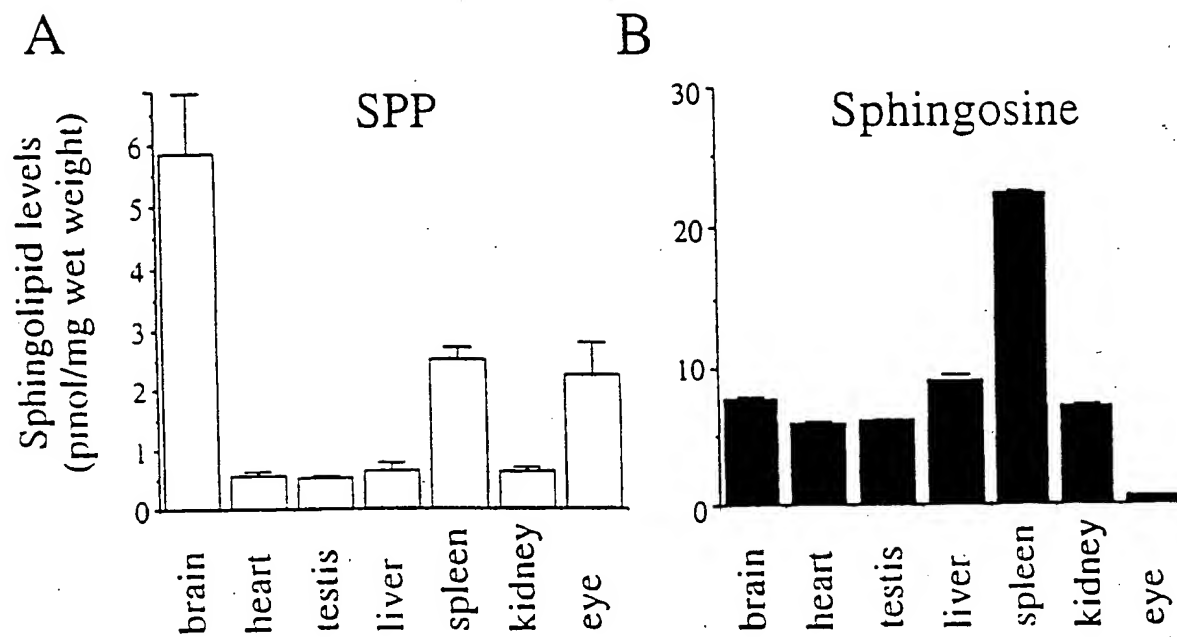 A
SPP
Sphingolipid levels
(pmol/mg wet weight)
6
5
4
3
2
1
0
brain
heart
testis
liver
spleen
kidney
eye
B
Sphingosine
30
20
10
0
brain
heart
testis
liver
spleen
kidney
eye